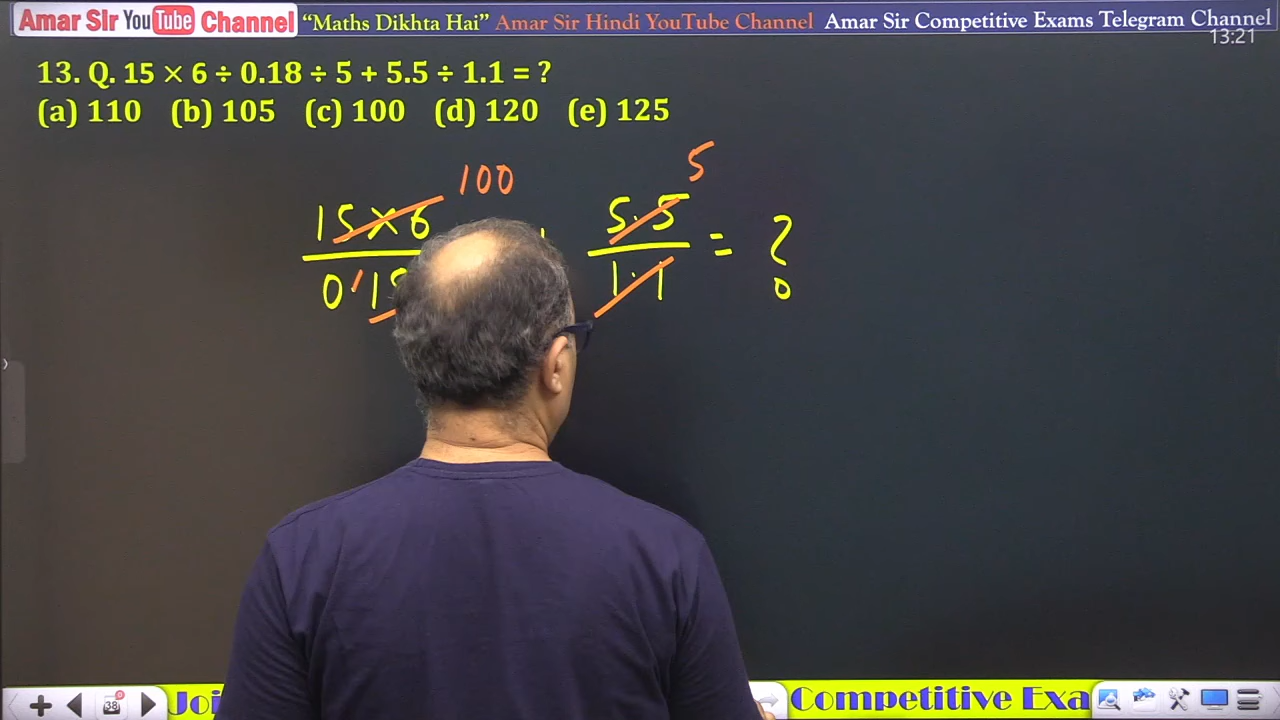 Amar Sir YouTube Channel "Maths Dikhta Hai" Amar Sir Hindi YouTube Channel Amar Sir Competitive Exams Telegram Channel
13:21
13. Q. 15 × 6 ÷ 0.18 ÷ 5 + 5.5 ÷ 1.1 = ?
(a) 110 (b) 105 (c) 100 (d) 120 (e) 125
100 5
15×6 5.5 = ?
0.18 1.1
38
Competitive Exa